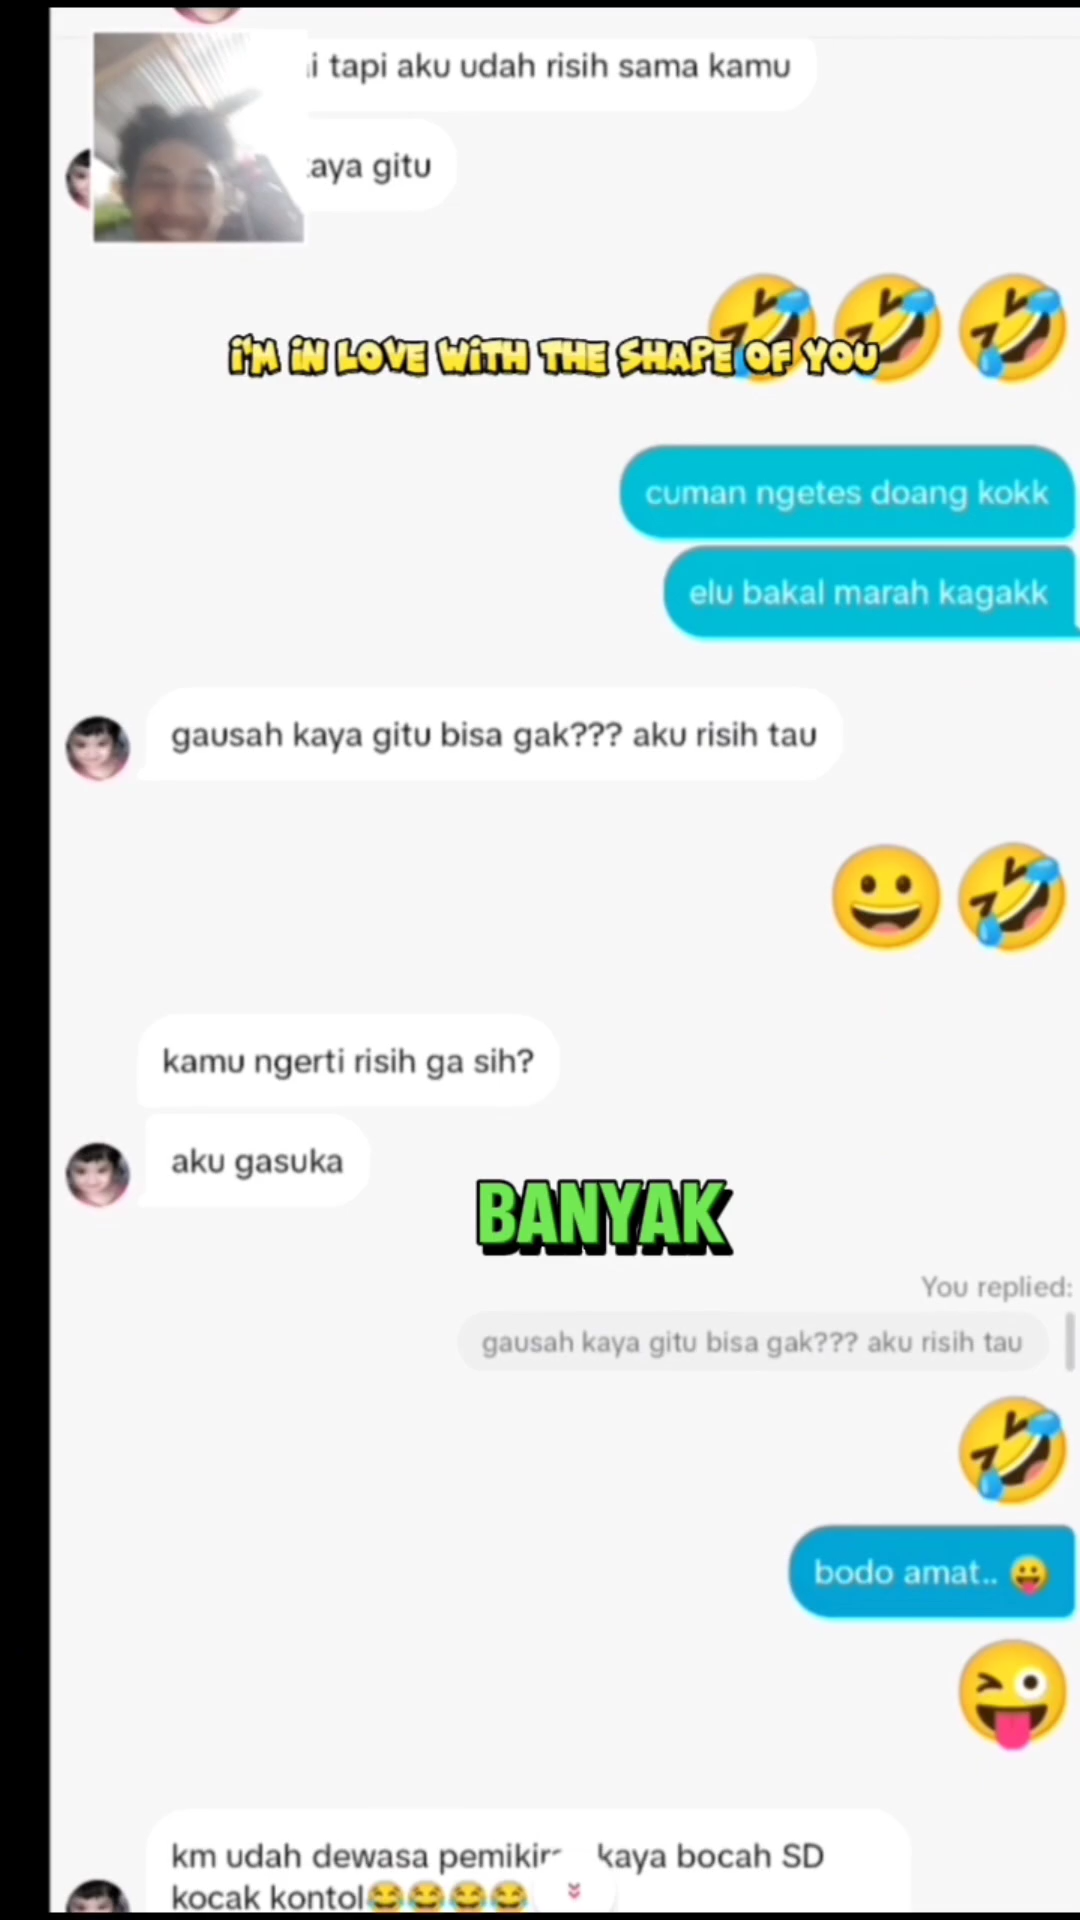 tapi aku udah risih sama kamu
gitu
🤣🤣🤣
I'M IN LOVE WITH THE SHAPE OF YOU
cuman ngetes doang kokk
elu bakal marah kagakk
gausah kaya gitu bisa gak??? aku risih tau
😀🤣
kamu ngerti risih ga sih?
aku gasuka
BANYAK
You replied:
gausah kaya gitu bisa gak??? aku risih tau
🤣
bodo amat.. 😛
😜
km udah dewasa kaya bocah SD
kocak kontol😂😂😂😂